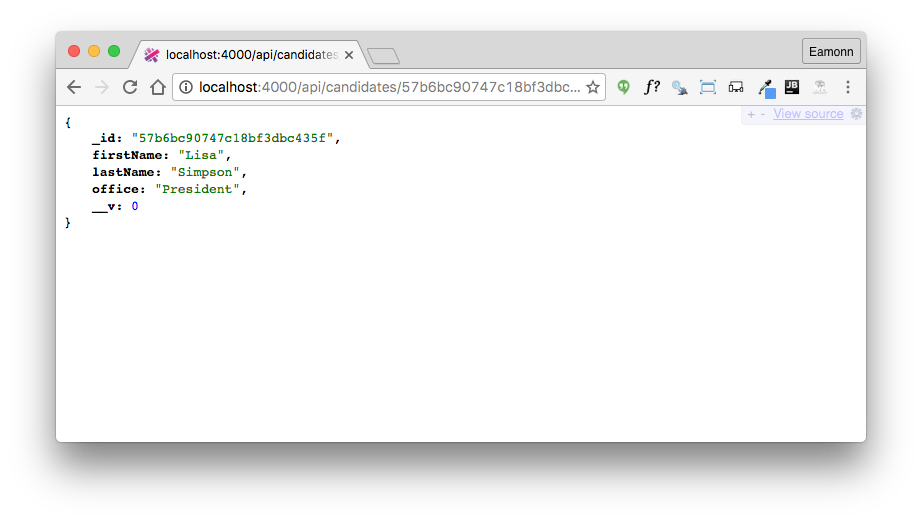 localhost:4000/api/candidates
Eamonn
localhost:4000/api/candidates/57b6bc90747c18bf3dbc...
f?
JB
+ - View source
{
_id: "57b6bc90747c18bf3dbc435f",
firstName: "Lisa",
lastName: "Simpson",
office: "President",
__v: 0
}